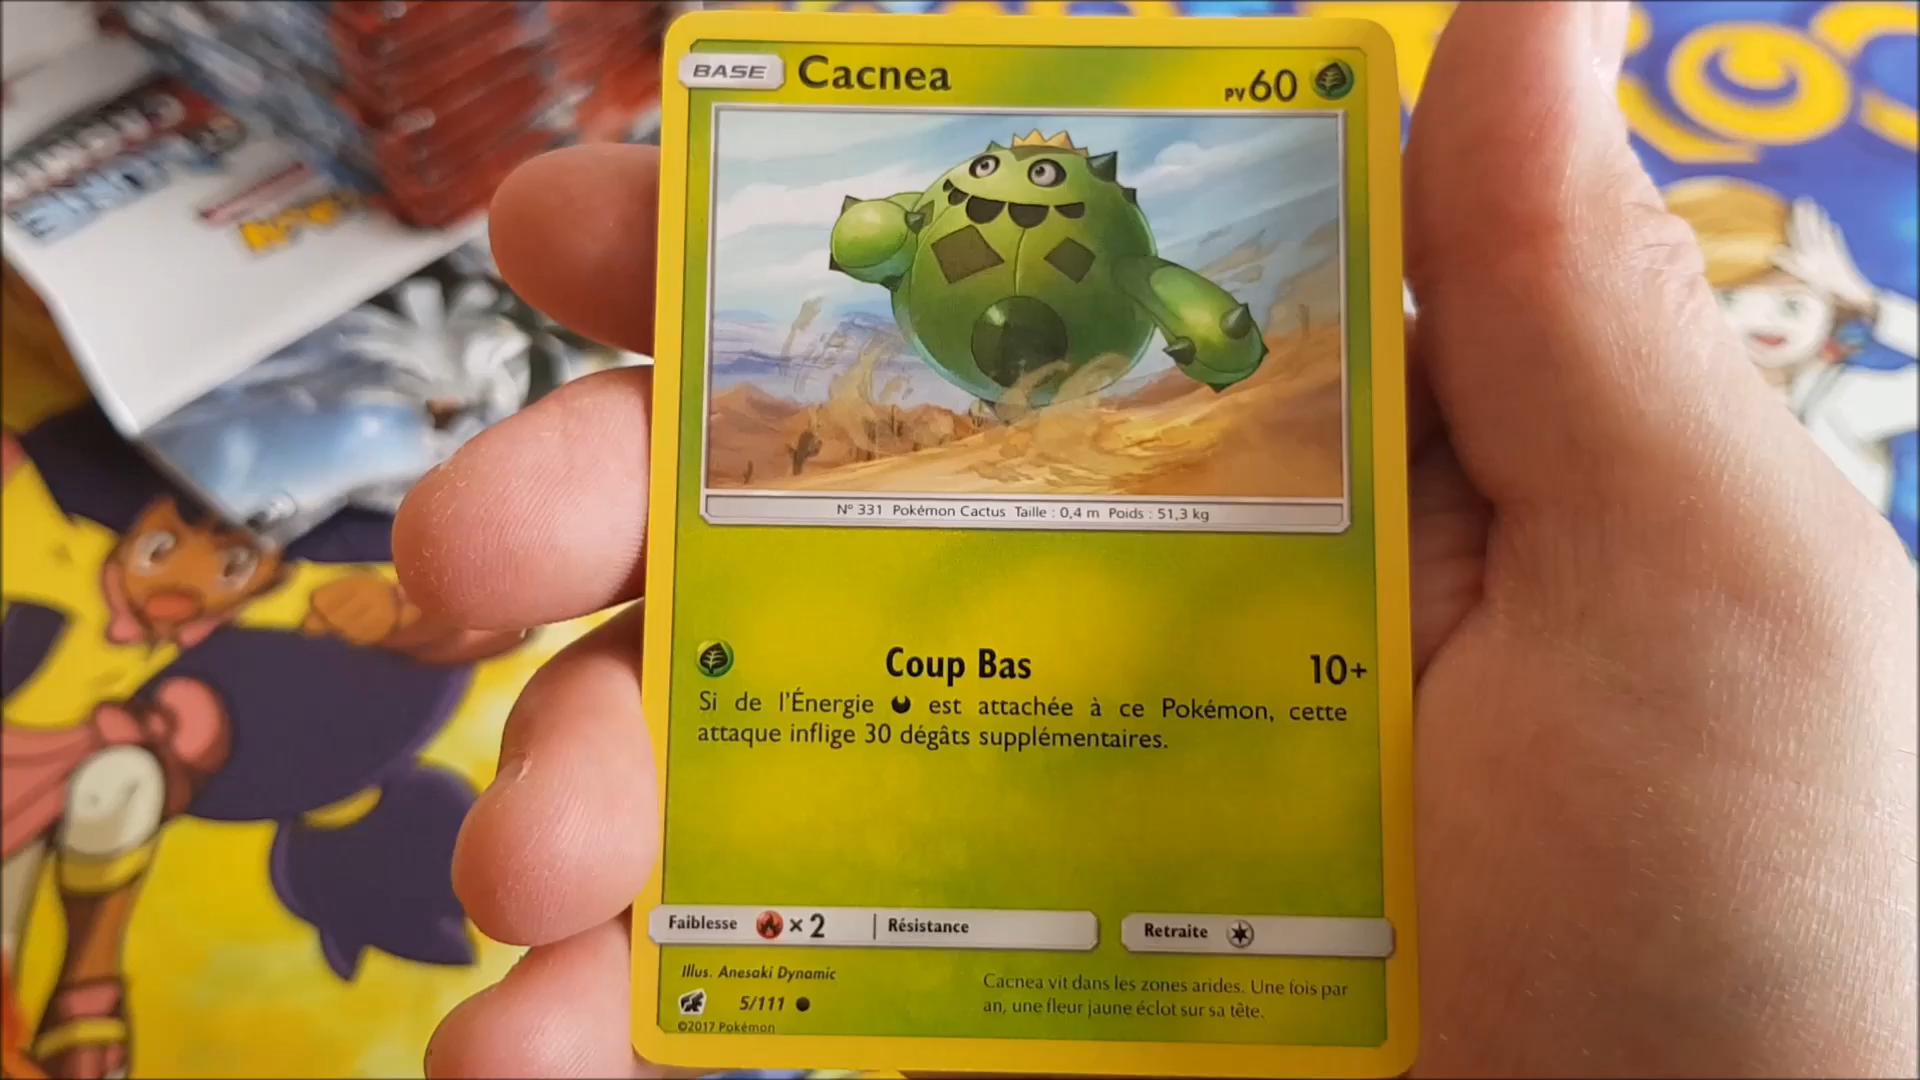 BASE Cacnea PV60
N° 331 Pokémon Cactus Taille : 0,4 m Poids : 51,3 kg
Coup Bas 10+
Si de l'Énergie est attachée à ce Pokémon, cette
attaque inflige 30 dégâts supplémentaires.
Faiblesse ×2 Résistance Retraite
Illus. Anesaki Dynamic
5/111
©2017 Pokémon
Cacnea vit dans les zones arides. Une fois par
an, une fleur jaune éclot sur sa tête.